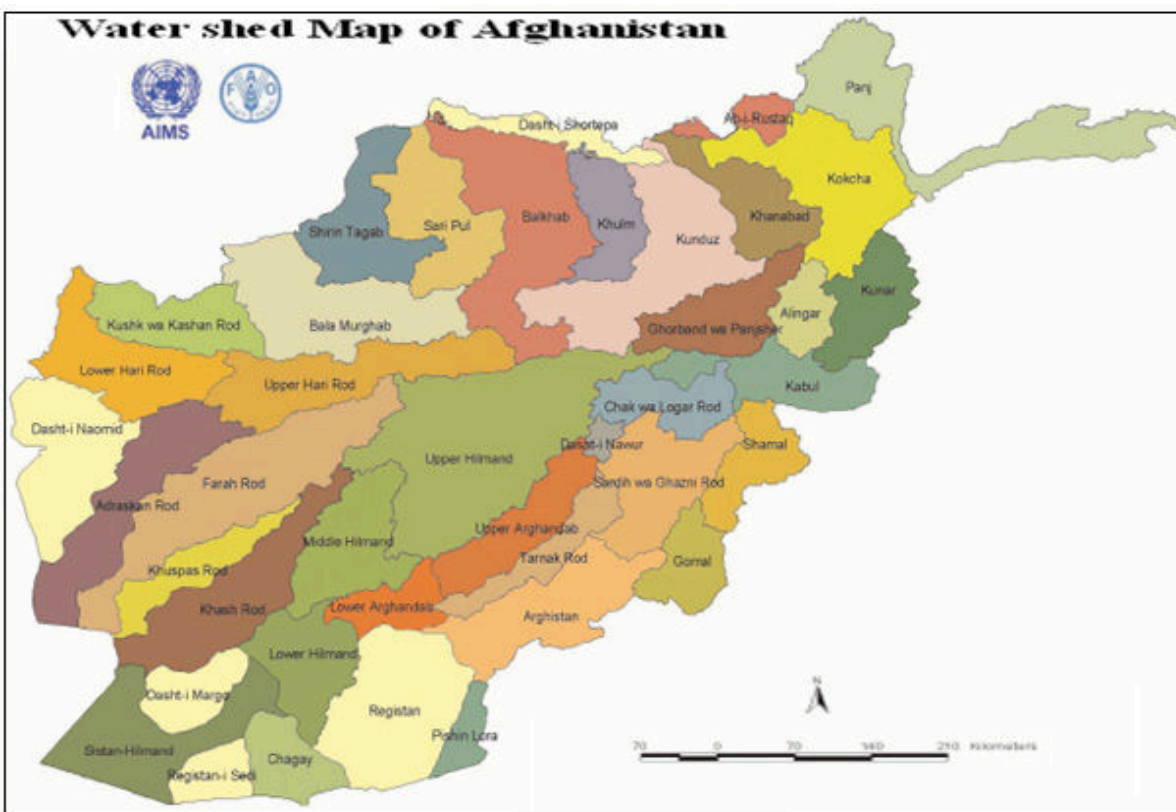 Water shed Map of Afghanistan
AIMS
F A O
Panj
Ab-i-Rustaq
Dasht-i Shortepa
Kokcha
Khanabad
Balkhab
Khulm
Sari Pul
Shirin Tagab
Kunduz
Kunar
Alingar
Kushk wa Kashan Rod
Bala Murghab
Ghorband wa Panjsher
Lower Hari Rod
Upper Hari Rod
Kabul
Chak wa Logar Rod
Dasht-i Naomid
Dasht-i Nawur
Shamal
Upper Hilmand
Farah Rod
Sardih wa Ghazni Rod
Adraskan Rod
Upper Arghandab
Middle Hilmand
Tarnak Rod
Gomal
Khuspas Rod
Khash Rod
Lower Arghandab
Arghistan
Lower Hilmand
Dasht-i Margo
Registan
Pishin Lora
Sistan-Hilmand
Chagay
Registan-i Sedi
N
70 0 70 140 210 Kilometers